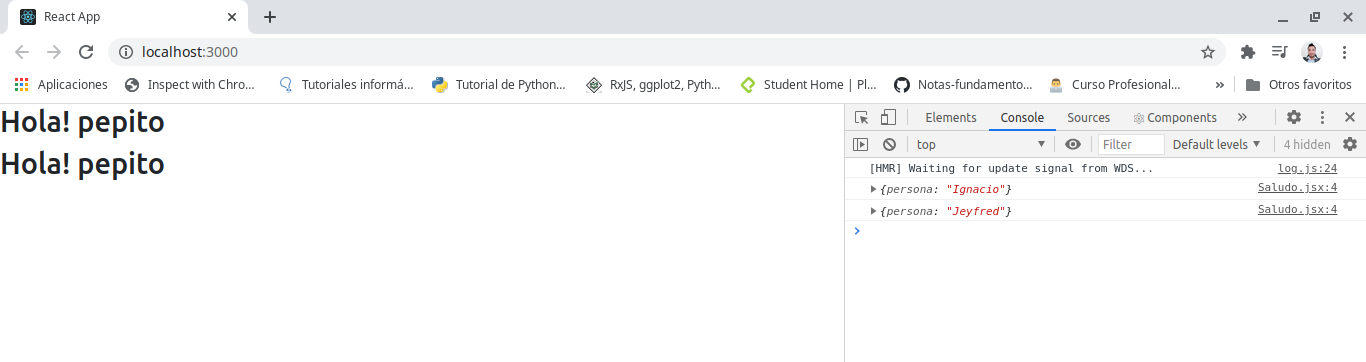 React App
localhost:3000
Aplicaciones Inspect with Chro... Tutoriales informá... Tutorial de Python... RxJS, ggplot2, Pyth... Student Home | Pl... Notas-fundamento... Curso Profesional... » Otros favoritos
Hola! pepito
Hola! pepito
Elements Console Sources Components »
top Filter Default levels 4 hidden
[HMR] Waiting for update signal from WDS... log.js:24
{persona: "Ignacio"} Saludo.jsx:4
{persona: "Jeyfred"} Saludo.jsx:4